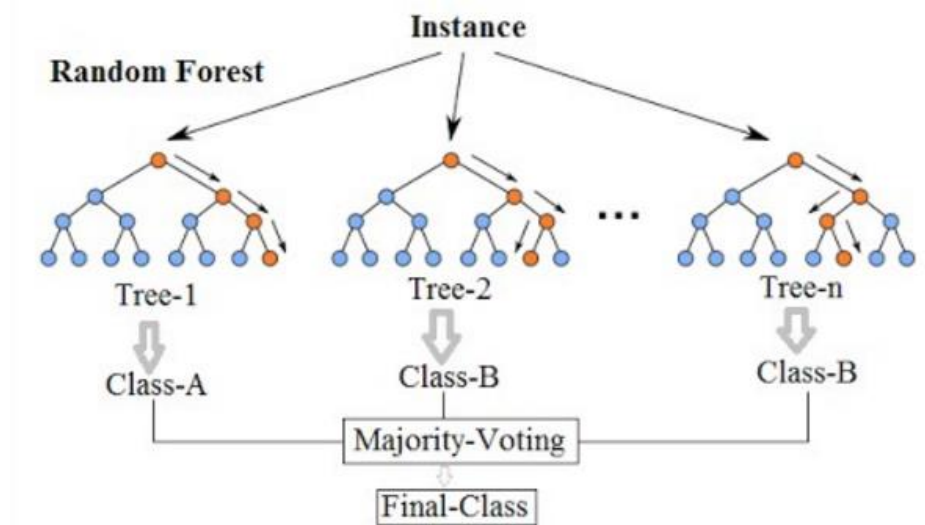 Instance
Random Forest
...
Tree-1
Tree-2
Tree-n
Class-A
Class-B
Class-B
Majority-Voting
Final-Class